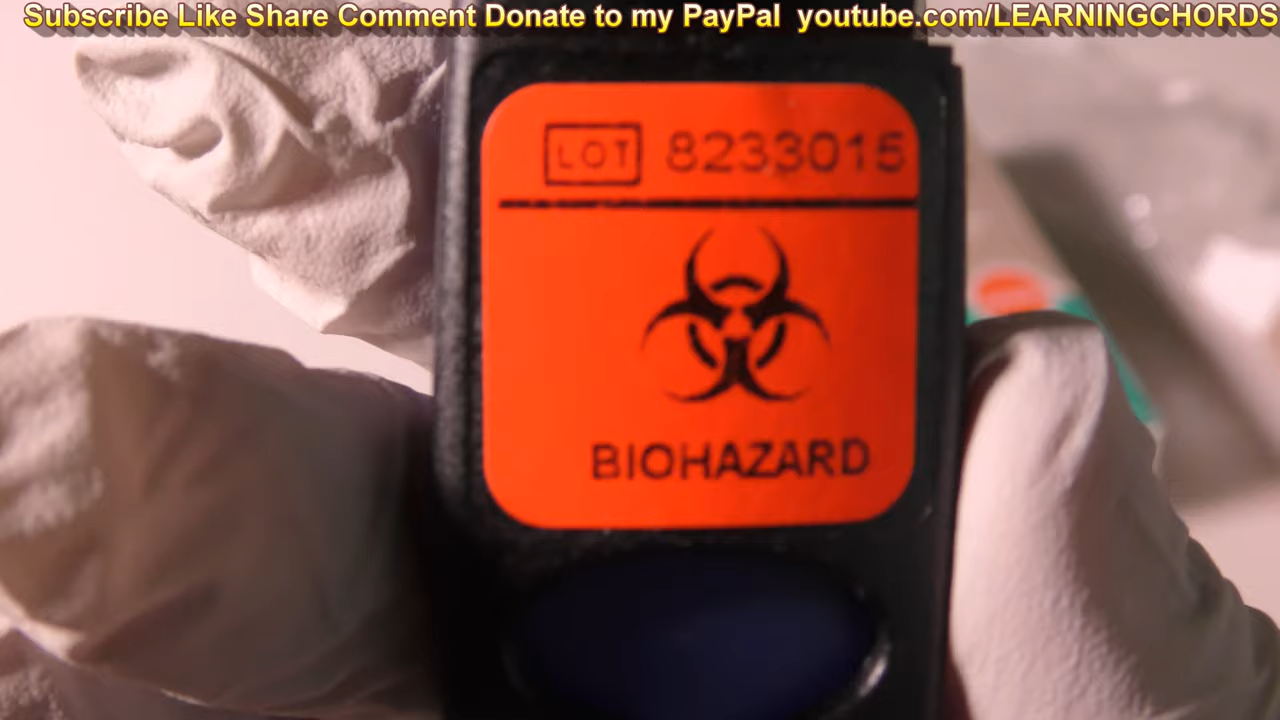 Subscribe Like Share Comment Donate to my PayPal youtube.com/LEARNINGCHORDS
LOT 8233015
BIOHAZARD